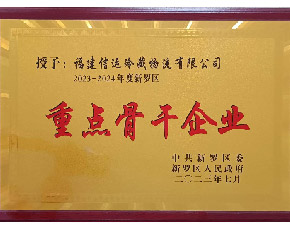 授予：福建信运冷藏物流有限公司
2023-2024年度新罗区
重点骨干企业
中共新罗区委
新罗区人民政府
二〇二三年七月